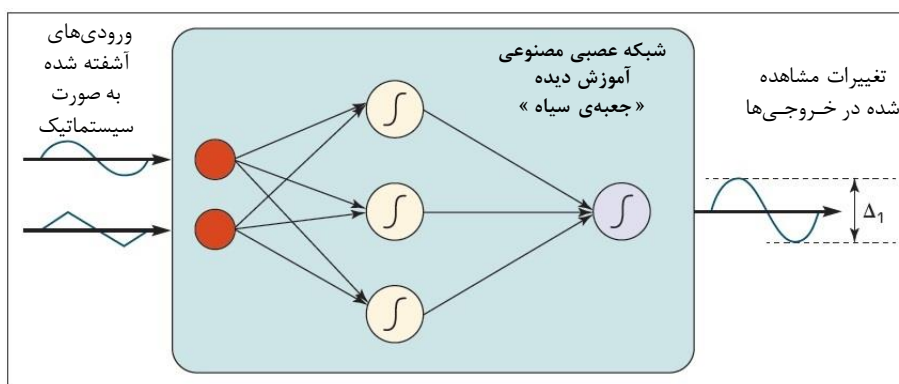 ورودی‌های
آشفته شده
به صورت
سیستماتیک
شبکه عصبی مصنوعی
آموزش دیده
« جعبه‌ی سیاه »
تغییرات مشاهده
شده در خـروجـی‌ها
Δ1